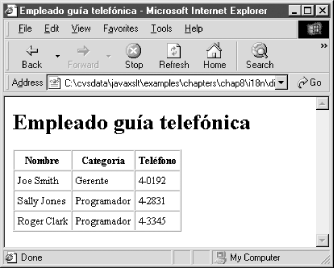 Empleado guía telefónica - Microsoft Internet Explorer
File Edit View Favorites Tools Help
Back Forward Stop Refresh Home Search
Address C:\cvsdata\javaxslt\examples\chapters\chap8\i18n\di Go
Empleado guía telefónica
Nombre Categoría Teléfono
Joe Smith Gerente 4-0192
Sally Jones Programador 4-2831
Roger Clark Programador 4-3345
Done My Computer